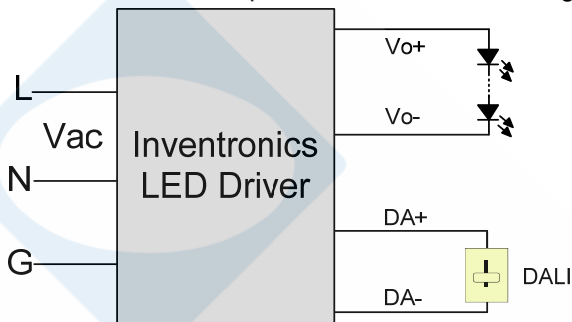 Vo+
L
Vac
Vo-
Inventronics
LED Driver
N
DA+
G
DALI
DA-